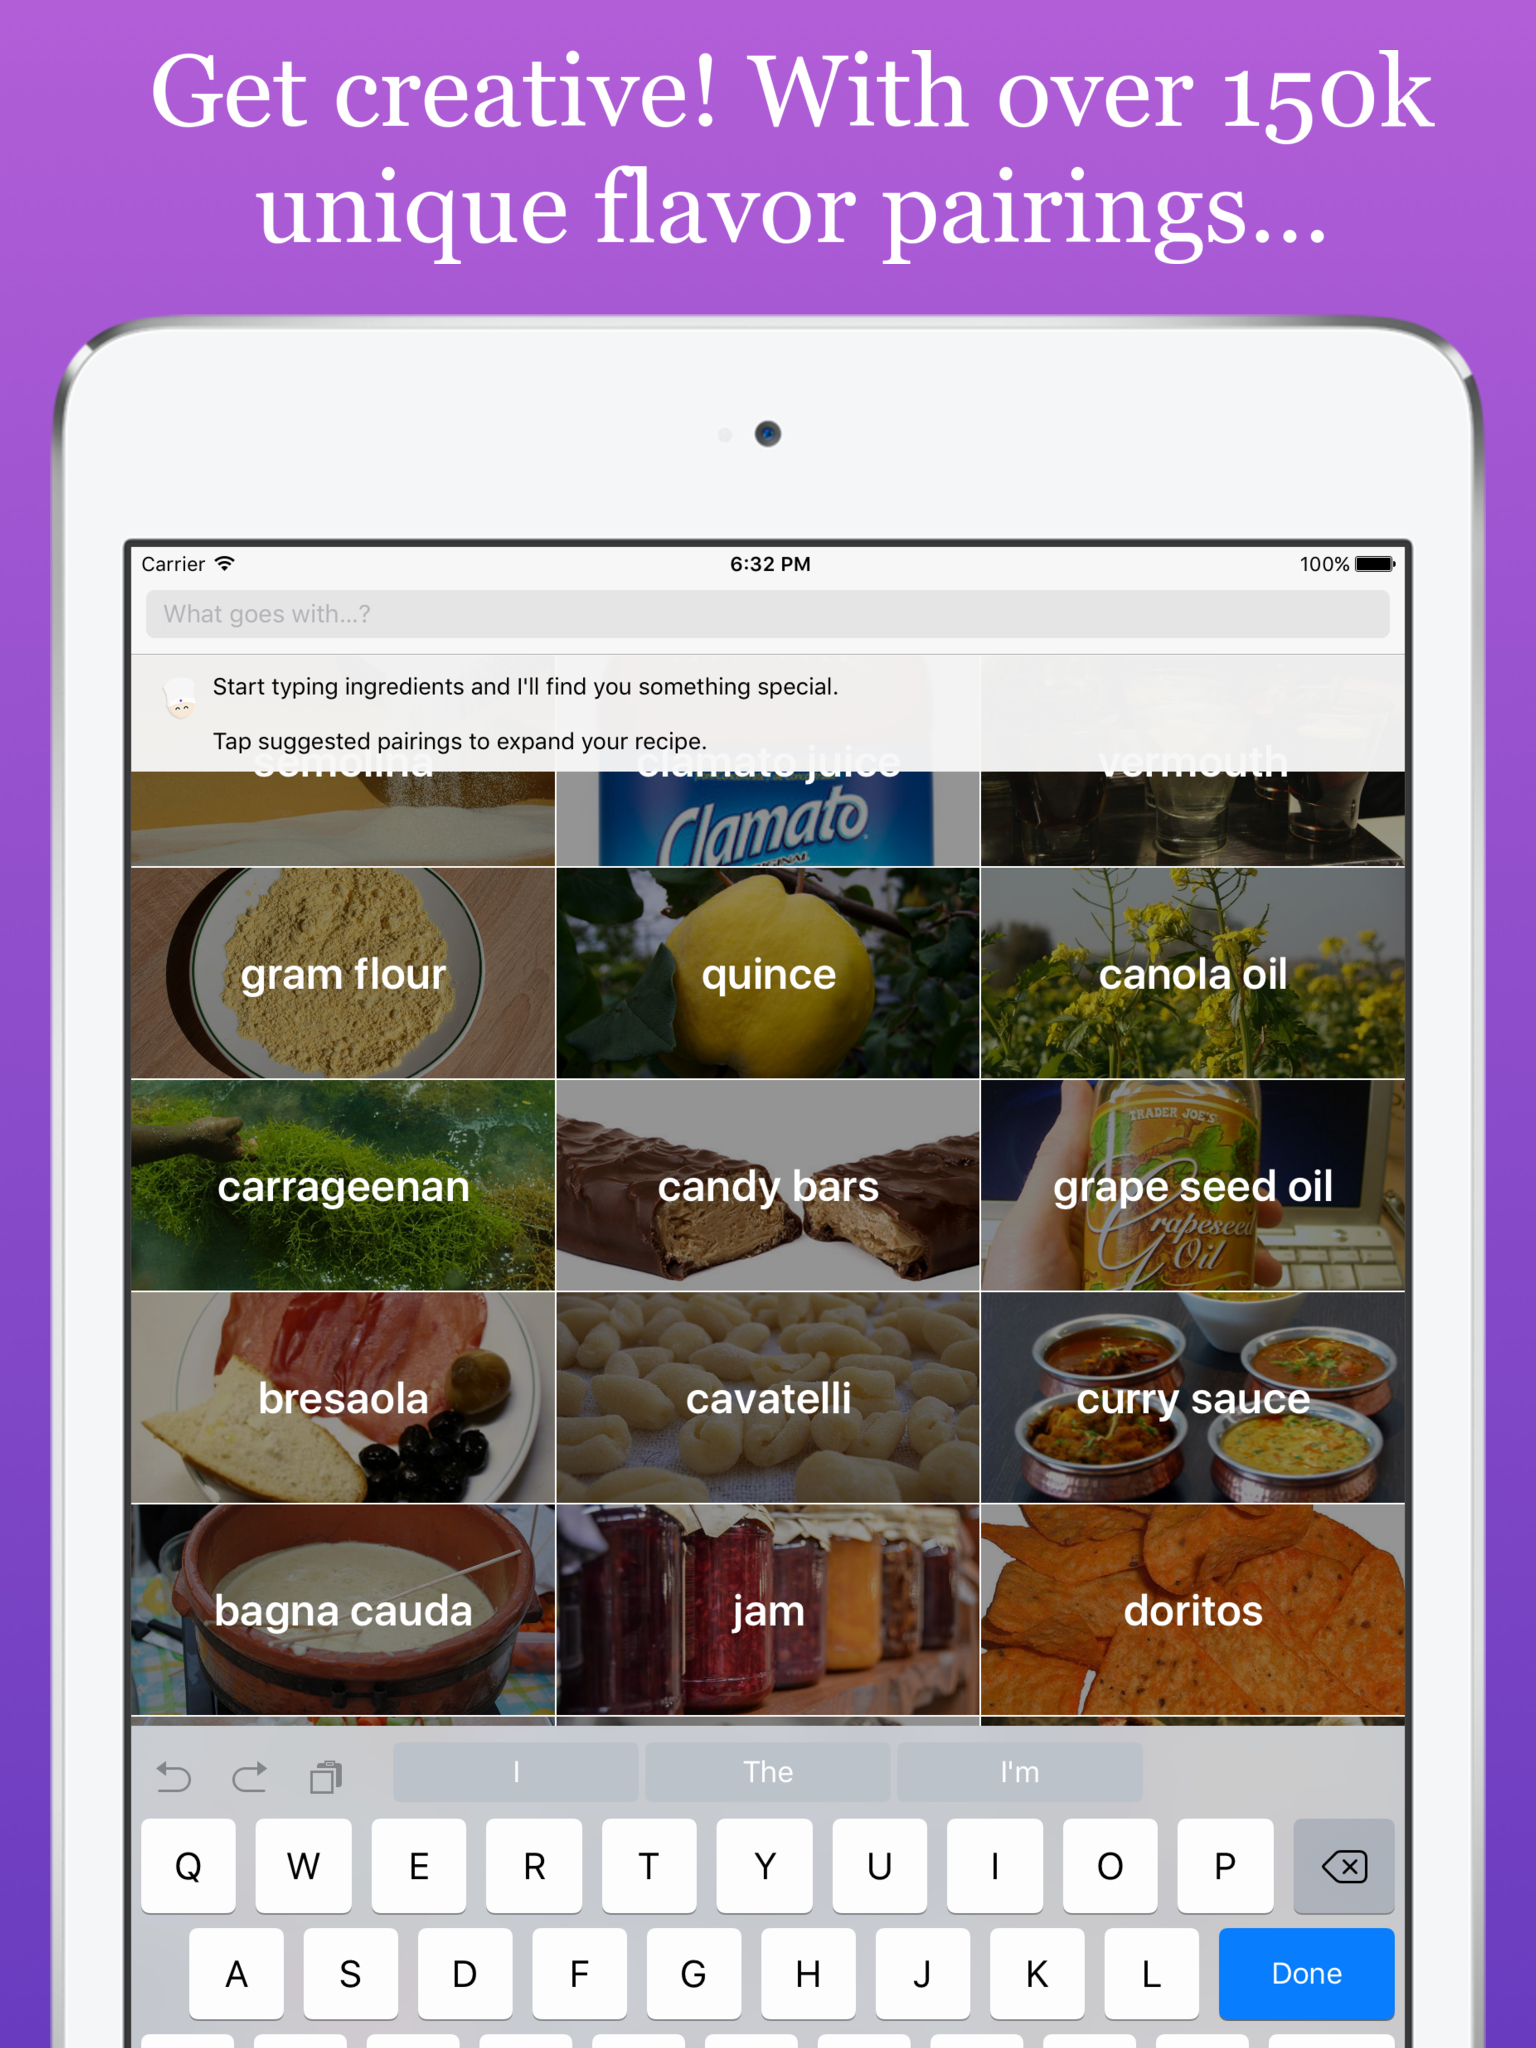 Get creative! With over 150k
unique flavor pairings...
Carrier 6:32 PM 100%
What goes with...?
Start typing ingredients and I'll find you something special.
Tap suggested pairings to expand your recipe.
semolina clamato juice vermouth
Clamato
ORIGINAL
gram flour quince canola oil
TRADER JOE'S
carrageenan candy bars grape seed oil
Grapeseed
Oil
bresaola cavatelli curry sauce
bagna cauda jam doritos
I The I'm
Q W E R T Y U I O P
A S D F G H J K L Done